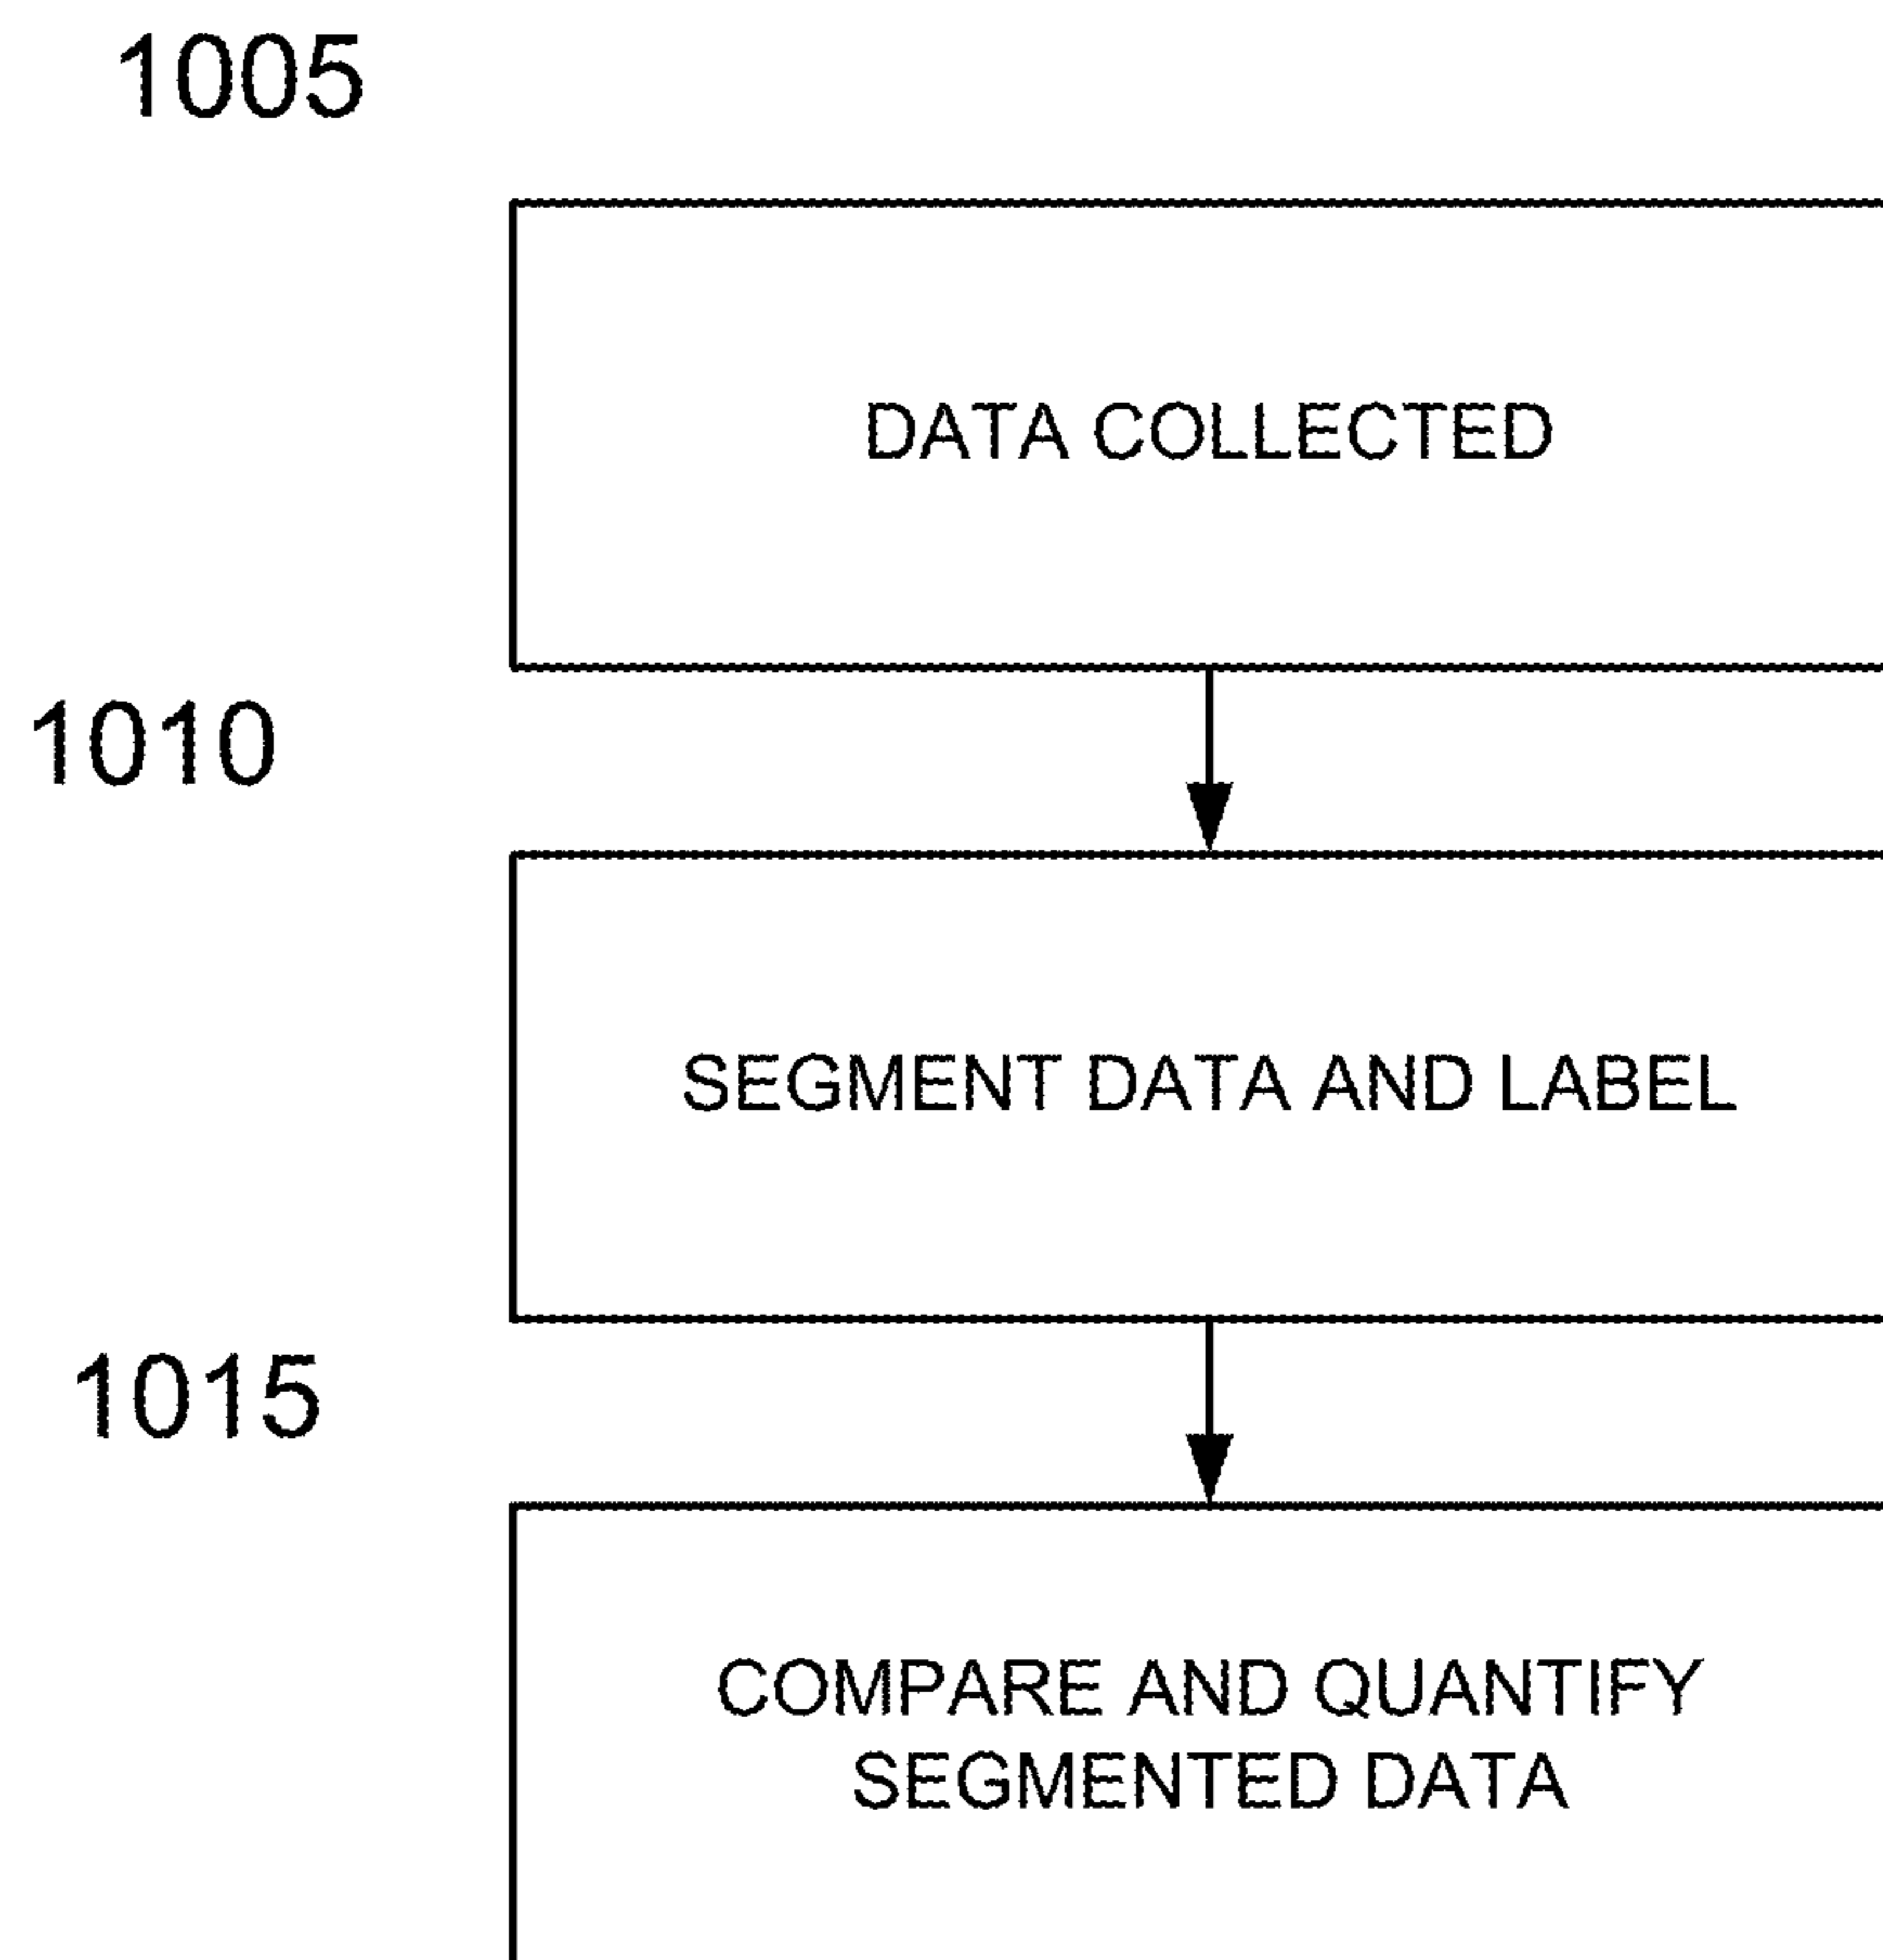 1005
DATA COLLECTED
1010
SEGMENT DATA AND LABEL
1015
COMPARE AND QUANTIFY
SEGMENTED DATA